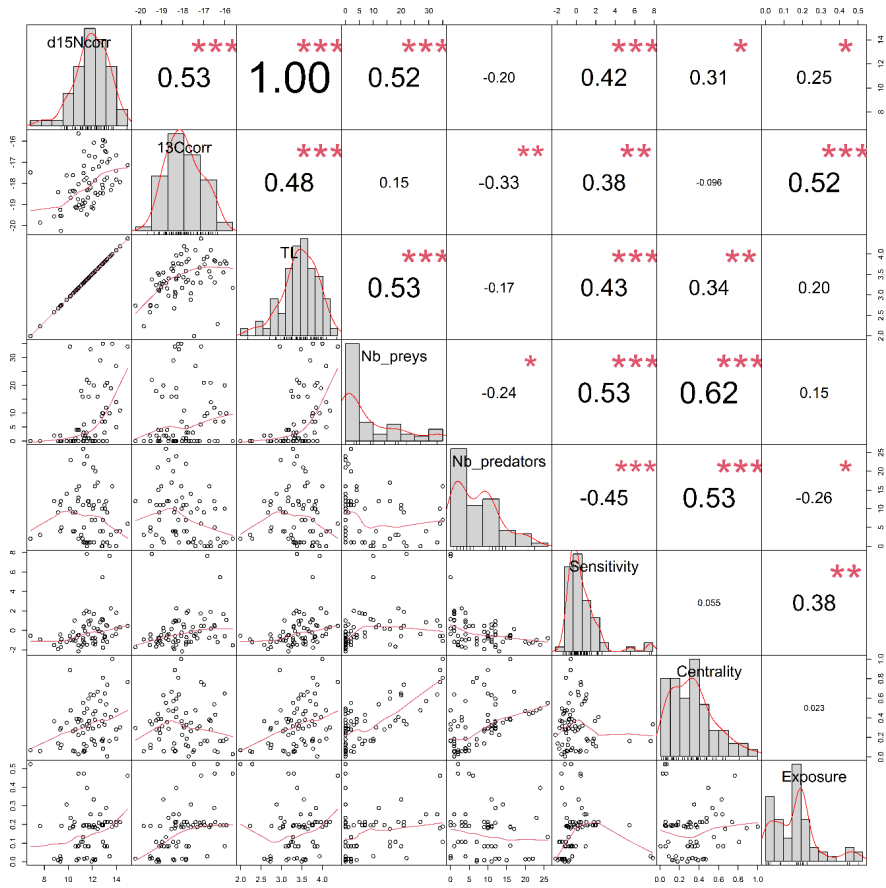 -20 -19 -18 -17 -16
0 5 15 25 35
-2 0 2 4 6 8
0.0 0.1 0.2 0.3 0.4 0.5
d15Ncorr
0.53 ***
1.00 ***
0.52 ***
-0.20
0.42 ***
0.31 *
0.25 *
8 10 12 14
-20 -19 -18 -17 -16
13Ccorr
0.48 ***
0.15
-0.33 **
0.38 **
-0.096
0.52 ***
TL
0.53 ***
-0.17
0.43 ***
0.34 **
0.20
2.0 2.5 3.0 3.5 4.0
0 5 10 20 30
Nb_preys
-0.24 *
0.53 ***
0.62 ***
0.15
Nb_predators
-0.45 ***
0.53 ***
-0.26 *
0 5 10 15 20 25
-2 0 2 4 6 8
Sensitivity
0.055
0.38 **
Centrality
0.023
0.0 0.2 0.4 0.6 0.8 1.0
0.0 0.1 0.2 0.3 0.4 0.5
Exposure
8 10 12 14
2.0 3.0 4.0
0 5 10 15 20 25
0.0 0.2 0.4 0.6 0.8 1.0